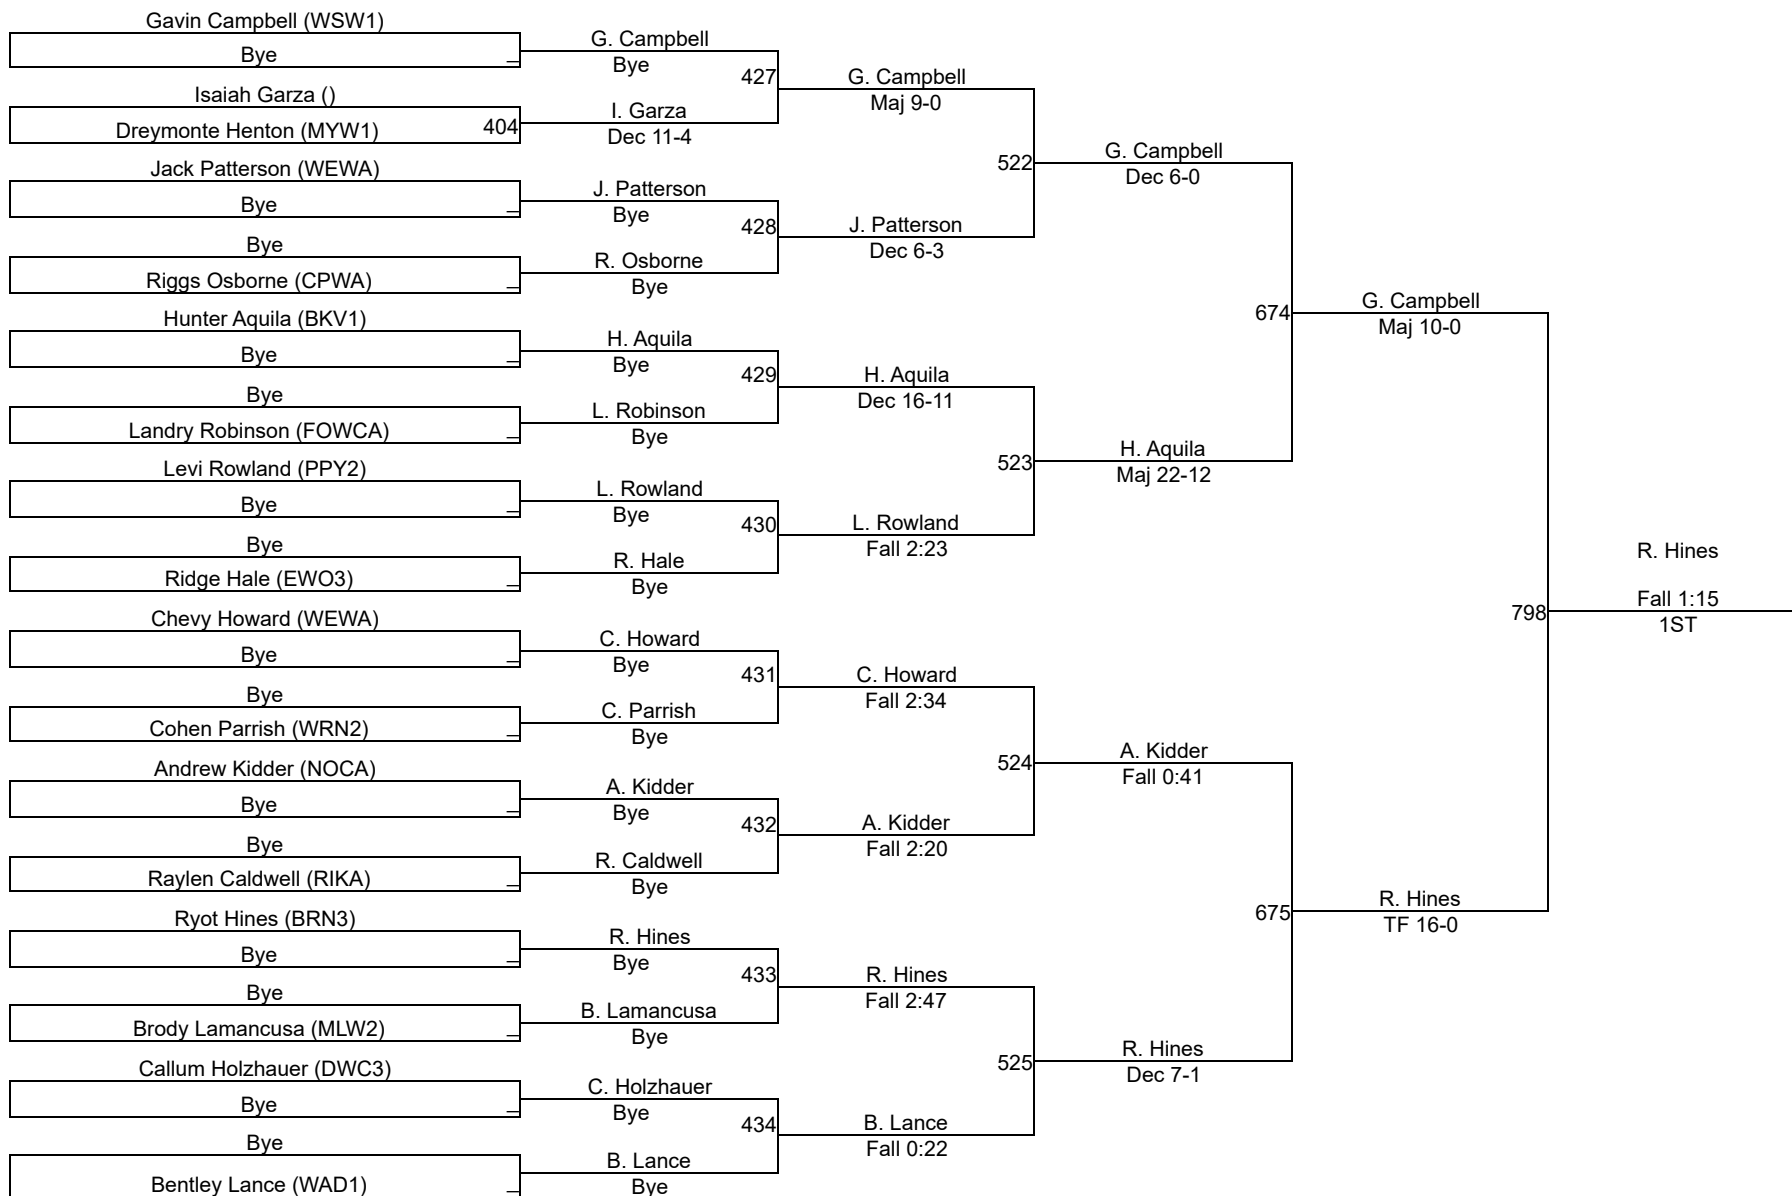 Gavin Campbell (WSW1)
Bye
Isaiah Garza ()
Dreymonte Henton (MYW1) 404
Jack Patterson (WEWA)
Bye
Bye
Riggs Osborne (CPWA)
Hunter Aquila (BKV1)
Bye
Bye
Landry Robinson (FOWCA)
Levi Rowland (PPY2)
Bye
Bye
Ridge Hale (EWO3)
Chevy Howard (WEWA)
Bye
Bye
Cohen Parrish (WRN2)
Andrew Kidder (NOCA)
Bye
Bye
Raylen Caldwell (RIKA)
Ryot Hines (BRN3)
Bye
Bye
Brody Lamancusa (MLW2)
Callum Holzhauer (DWC3)
Bye
Bye
Bentley Lance (WAD1)
G. Campbell
Bye
427
I. Garza
Dec 11-4
J. Patterson
Bye
428
R. Osborne
Bye
H. Aquila
Bye
429
L. Robinson
Bye
L. Rowland
Bye
430
R. Hale
Bye
C. Howard
Bye
431
C. Parrish
Bye
A. Kidder
Bye
432
R. Caldwell
Bye
R. Hines
Bye
433
B. Lamancusa
Bye
C. Holzhauer
Bye
434
B. Lance
Bye
G. Campbell
Maj 9-0
522
J. Patterson
Dec 6-3
H. Aquila
Dec 16-11
523
L. Rowland
Fall 2:23
C. Howard
Fall 2:34
524
A. Kidder
Fall 2:20
R. Hines
Fall 2:47
525
B. Lance
Fall 0:22
G. Campbell
Dec 6-0
674
H. Aquila
Maj 22-12
A. Kidder
Fall 0:41
675
R. Hines
Dec 7-1
G. Campbell
Maj 10-0
798
R. Hines
TF 16-0
R. Hines
Fall 1:15
1ST